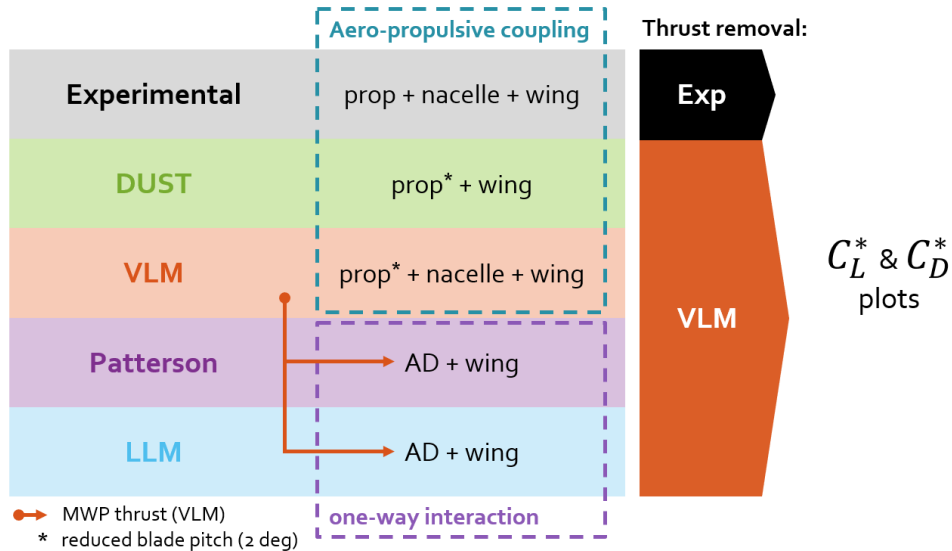 Aero-propulsive coupling
Thrust removal:
Experimental
prop + nacelle + wing
Exp
DUST
prop* + wing
VLM
prop* + nacelle + wing
C*L & C*D
plots
VLM
Patterson
AD + wing
LLM
AD + wing
MWP thrust (VLM)
* reduced blade pitch (2 deg)
one-way interaction